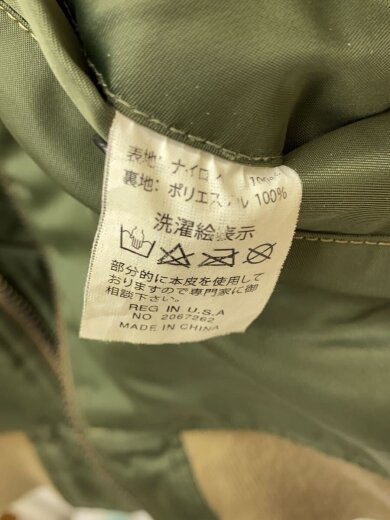 表地: ナイロン 100%
裏地: ポリエステル 100%
洗濯絵表示
部分的に本皮を使用して
おりますので専門家に御
相談下さい。
REG IN U.S.A
NO 2067262
MADE IN CHINA